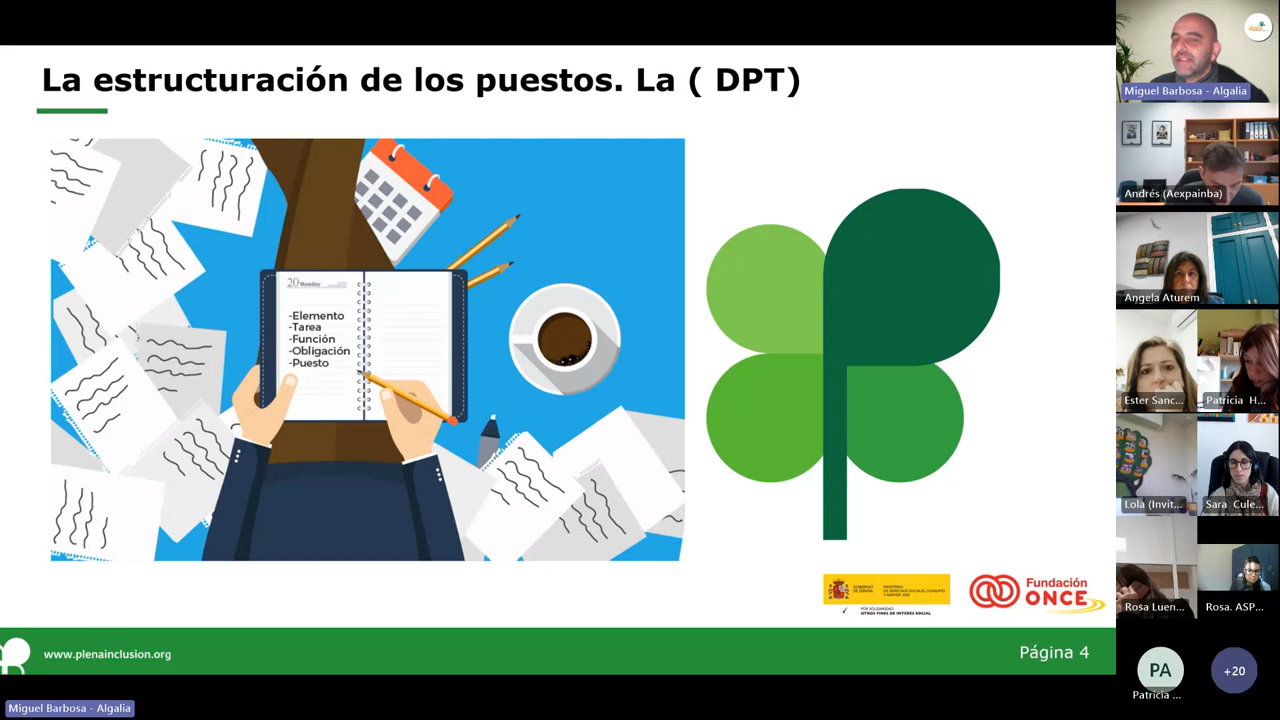 La estructuración de los puestos. La ( DPT)
20 Monday
-Elemento
-Tarea
-Función
-Obligación
-Puesto
GOBIERNO
DE ESPAÑA
MINISTERIO
DE DERECHOS SOCIALES, CONSUMO
Y AGENDA 2030
POR SOLIDARIDAD
OTROS FINES DE INTERÉS SOCIAL
Fundación
ONCE
www.plenainclusion.org
Página 4
Miguel Barbosa - Algalia
Miguel Barbosa - Algalia
Andrés (Aexpainba)
Angela Aturem
Ester Sanc...
Patricia H...
Lola (Invit...
Sara Cule...
Rosa Luen...
Rosa. ASP...
PA
Patricia ...
+20